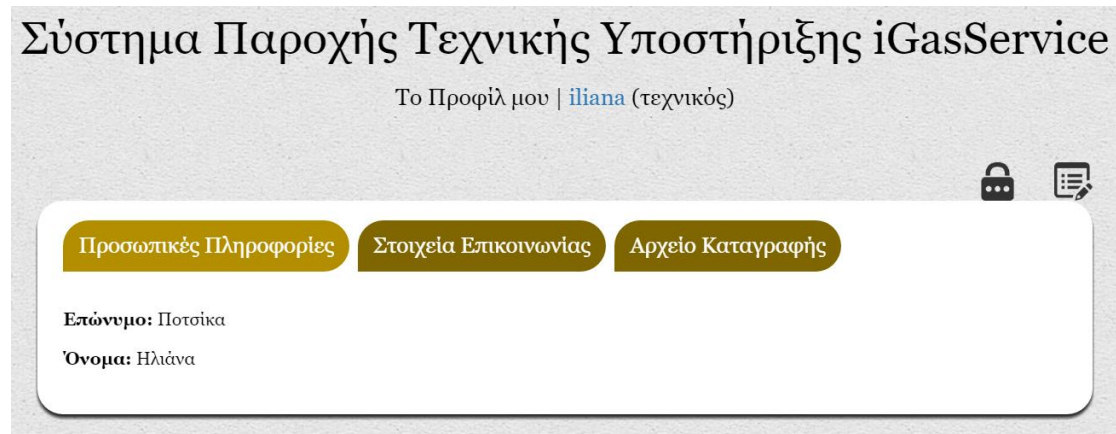 Σύστημα Παροχής Τεχνικής Υποστήριξης iGasService
Το Προφίλ μου | iliana (τεχνικός)
Προσωπικές Πληροφορίες Στοιχεία Επικοινωνίας Αρχείο Καταγραφής
Επώνυμο: Ποτσίκα
Όνομα: Ηλιάνα